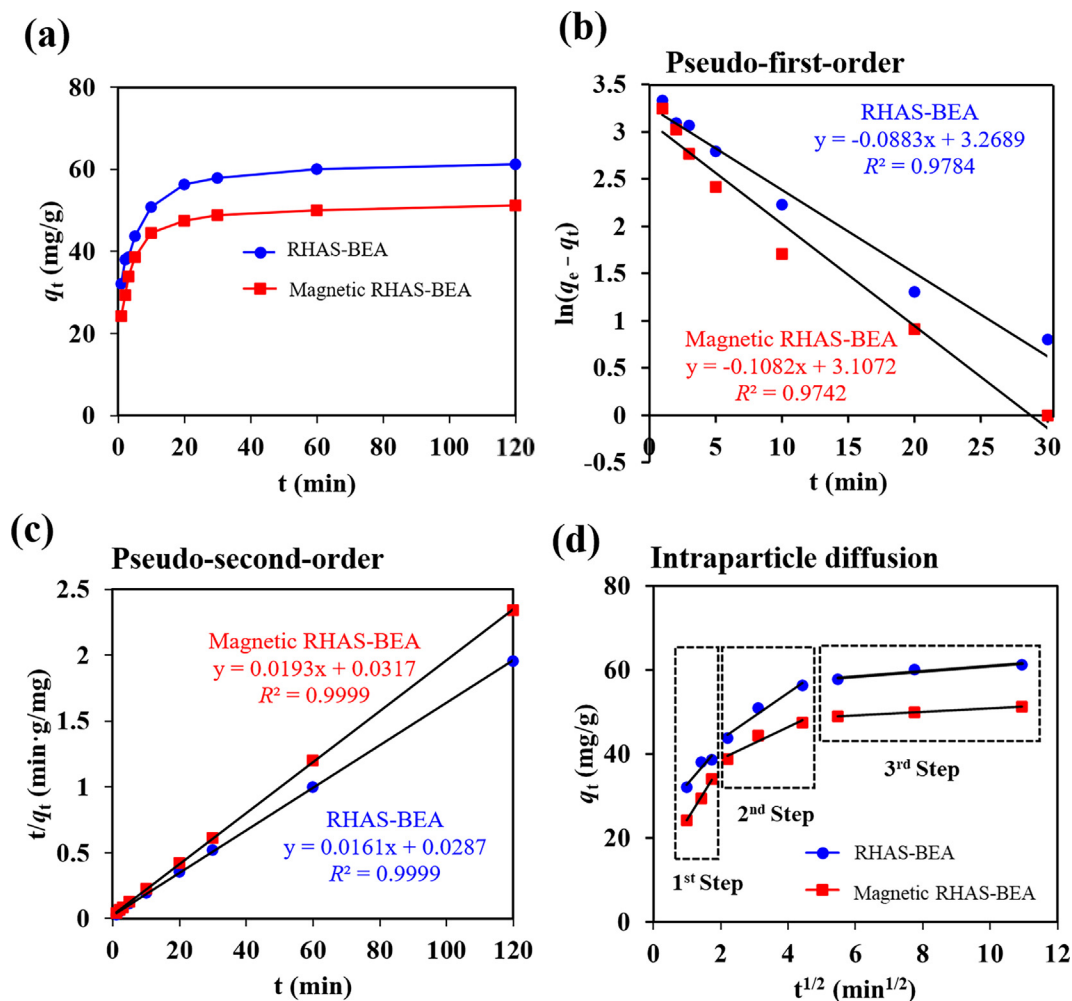 (a)
80
60
40
20
0
qt (mg/g)
RHAS-BEA
Magnetic RHAS-BEA
0 20 40 60 80 100 120
t (min)
(b)
Pseudo-first-order
3.5
3
2.5
2
1.5
1
0.5
0
-0.5
ln(qe – qt)
RHAS-BEA
y = -0.0883x + 3.2689
R² = 0.9784
Magnetic RHAS-BEA
y = -0.1082x + 3.1072
R² = 0.9742
0 5 10 15 20 25 30
t (min)
(c)
Pseudo-second-order
2.5
2
1.5
1
0.5
0
t/qt (min·g/mg)
Magnetic RHAS-BEA
y = 0.0193x + 0.0317
R² = 0.9999
RHAS-BEA
y = 0.0161x + 0.0287
R² = 0.9999
0 20 40 60 80 100 120
t (min)
(d)
Intraparticle diffusion
80
60
40
20
0
qt (mg/g)
1st Step
2nd Step
3rd Step
RHAS-BEA
Magnetic RHAS-BEA
0 2 4 6 8 10 12
t1/2 (min1/2)